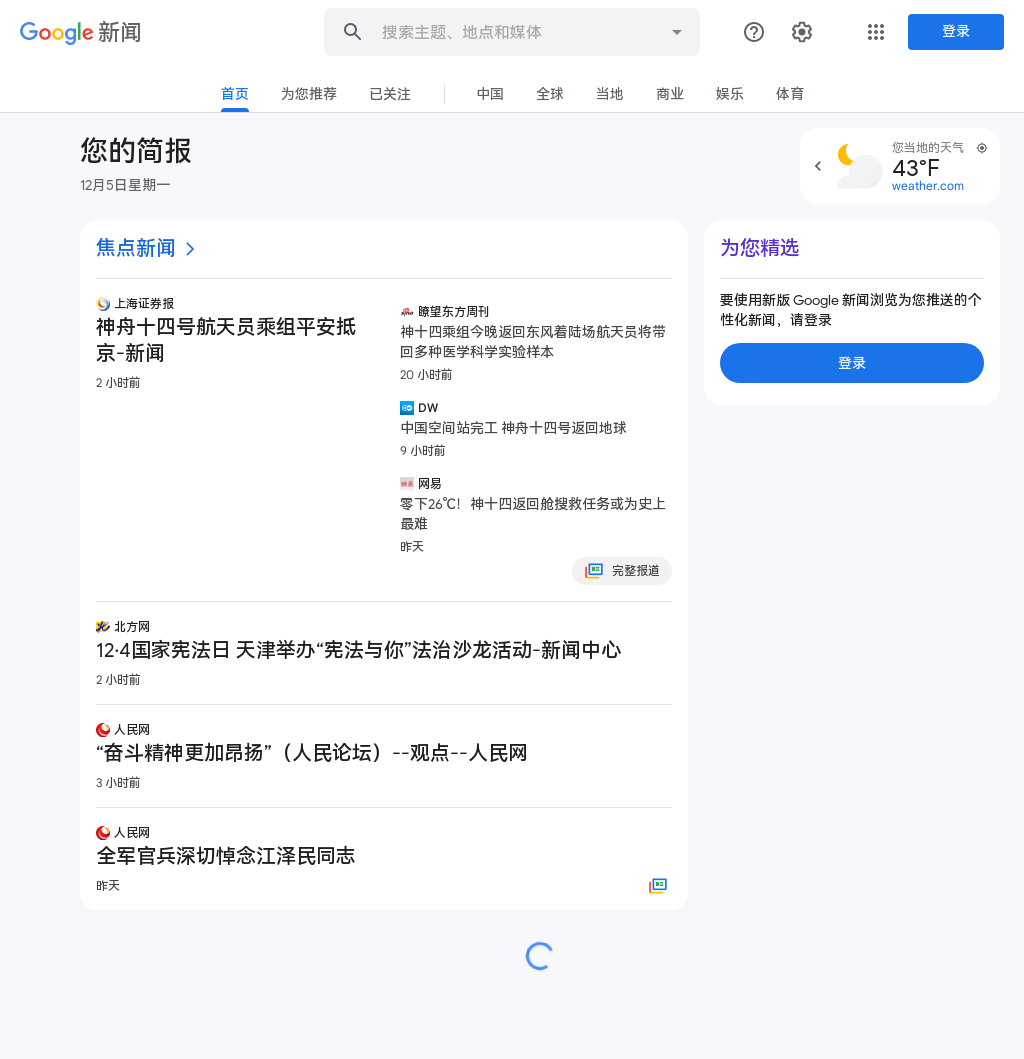 Google 新闻
搜索主题、地点和媒体
登录
首页
为您推荐
已关注
中国
全球
当地
商业
娱乐
体育
您的简报
12月5日星期一
您当地的天气
43°F
weather.com
焦点新闻
上海证券报
神舟十四号航天员乘组平安抵
京-新闻
2 小时前
瞭望东方周刊
神十四乘组今晚返回东风着陆场航天员将带
回多种医学科学实验样本
20 小时前
DW
中国空间站完工 神舟十四号返回地球
9 小时前
网易
零下26℃！神十四返回舱搜救任务或为史上
最难
昨天
完整报道
北方网
12·4国家宪法日 天津举办“宪法与你”法治沙龙活动-新闻中心
2 小时前
人民网
“奋斗精神更加昂扬”（人民论坛）--观点--人民网
3 小时前
人民网
全军官兵深切悼念江泽民同志
昨天
为您精选
要使用新版 Google 新闻浏览为您推送的个
性化新闻，请登录
登录